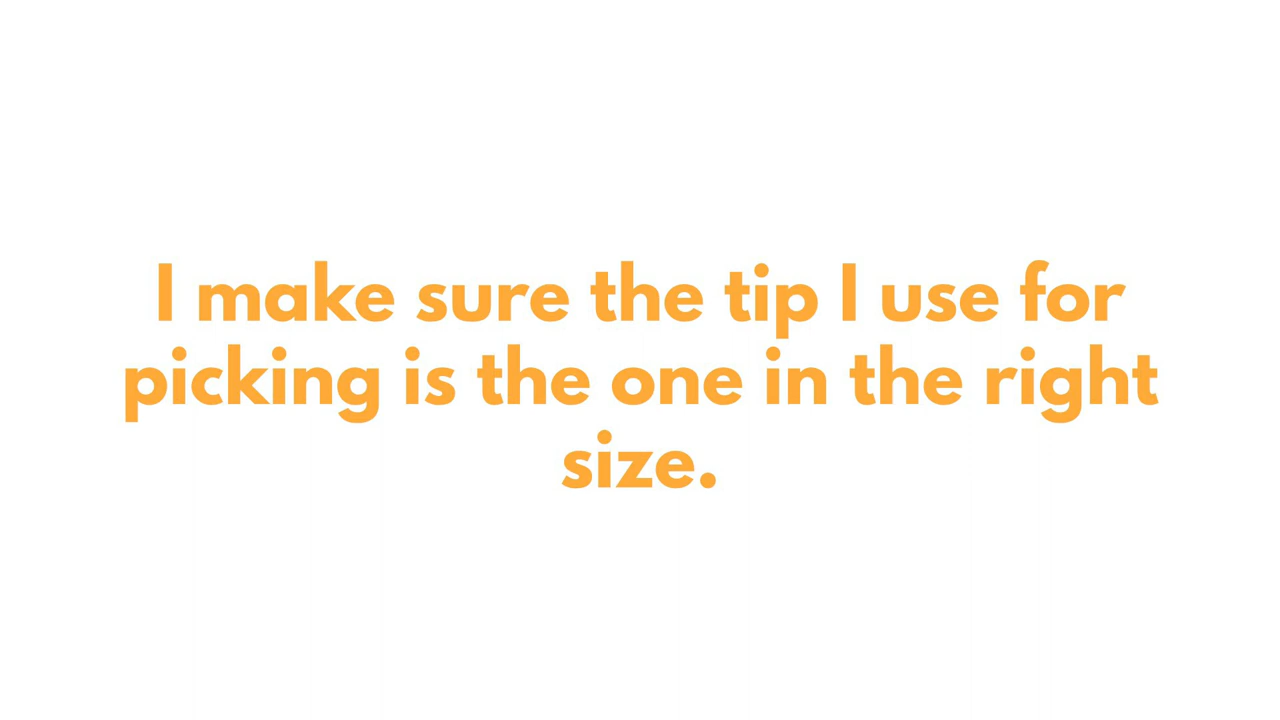 I make sure the tip I use for
picking is the one in the right
size.